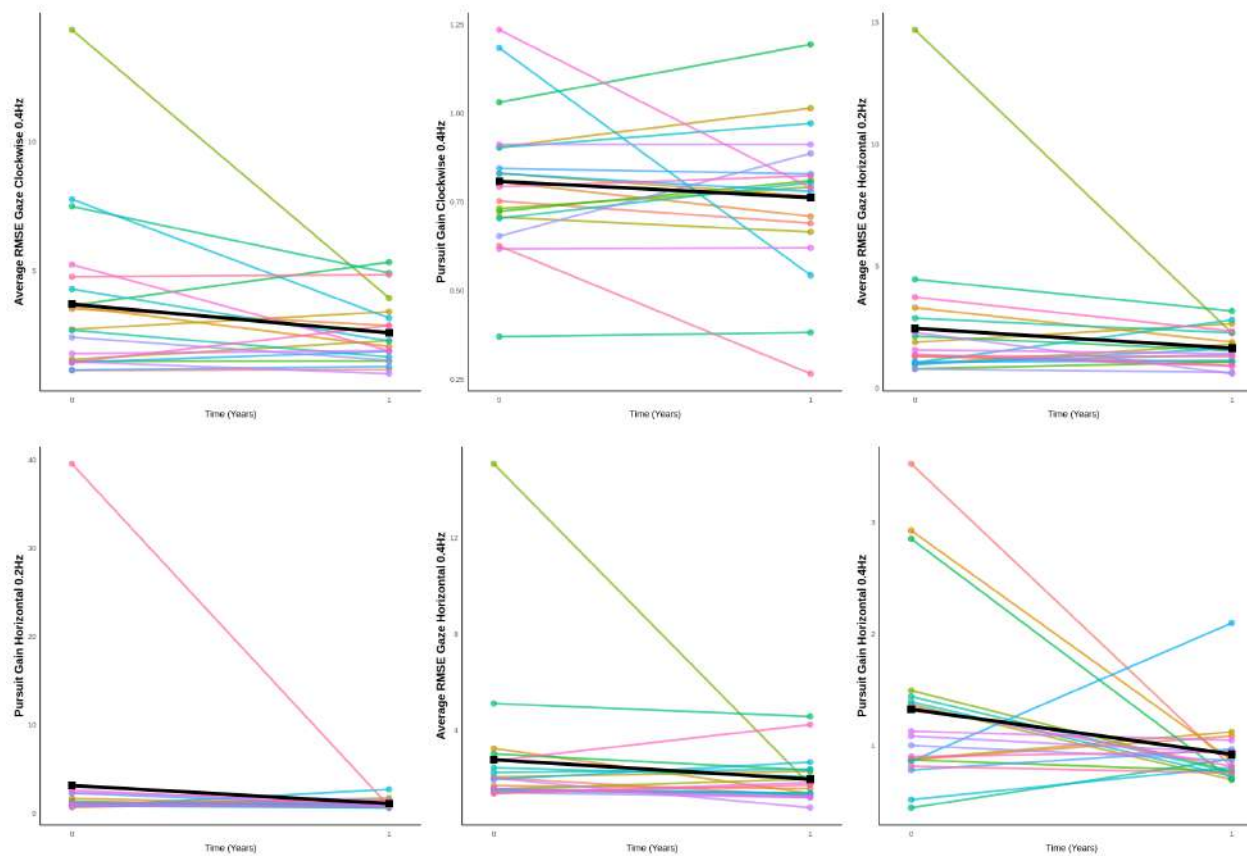 Average RMSE Gaze Clockwise 0.4Hz
10
5
0
1
Time (Years)
Pursuit Gain Clockwise 0.4Hz
1.25
1.00
0.75
0.50
0.25
0
1
Time (Years)
Average RMSE Gaze Horizontal 0.2Hz
15
10
5
0
0
1
Time (Years)
Pursuit Gain Horizontal 0.2Hz
40
30
20
10
0
0
1
Time (Years)
Average RMSE Gaze Horizontal 0.4Hz
12
8
4
0
1
Time (Years)
Pursuit Gain Horizontal 0.4Hz
3
2
1
0
1
Time (Years)